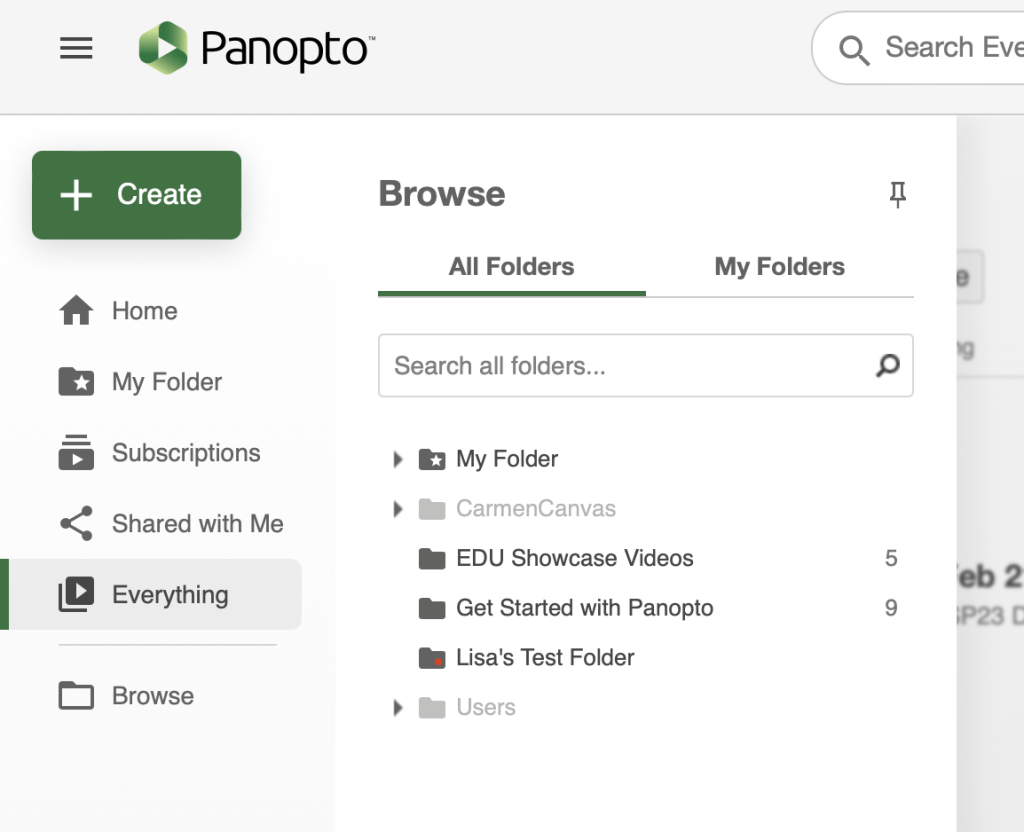 Panopto™
Search Eve
Create
Browse
All Folders
My Folders
Home
Search all folders...
My Folder
Subscriptions
My Folder
CarmenCanvas
Shared with Me
EDU Showcase Videos 5
Everything
Get Started with Panopto 9
Lisa's Test Folder
Browse
Users
eb 2
SP23 D